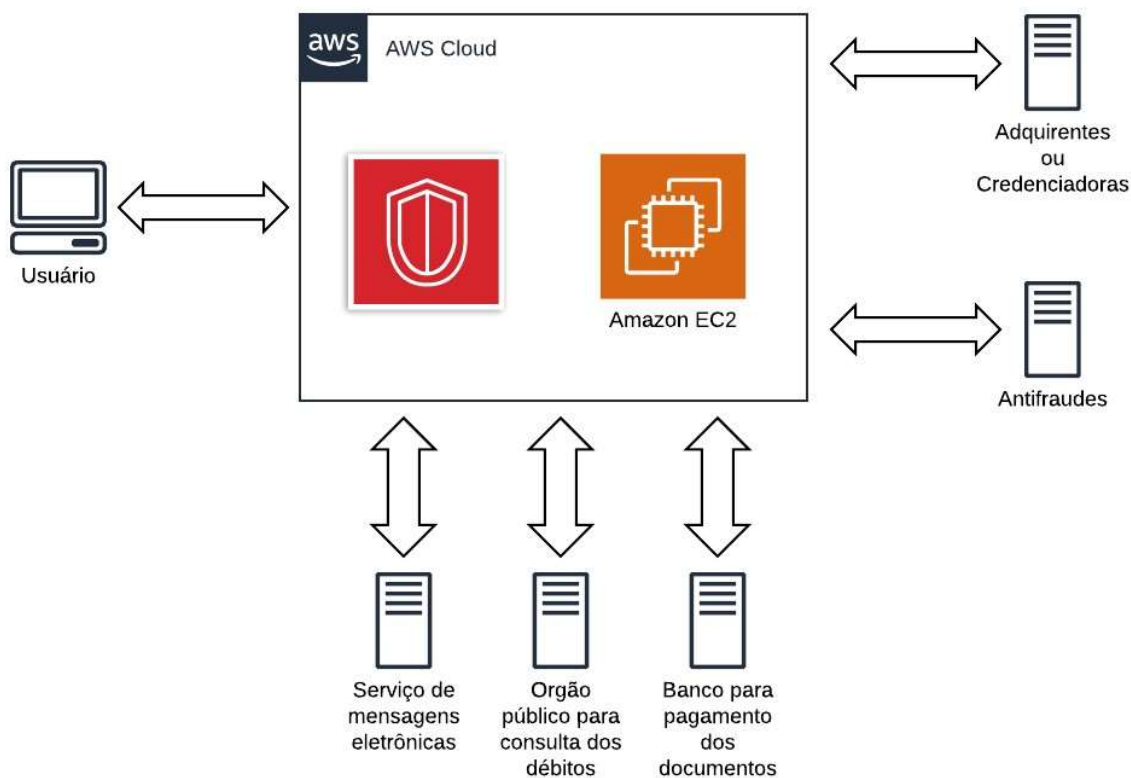 aws
AWS Cloud
Adquirentes
ou
Credenciadoras
Usuário
Amazon EC2
Antifraudes
Serviço de
mensagens
eletrônicas
Orgão
público para
consulta dos
débitos
Banco para
pagamento
dos
documentos